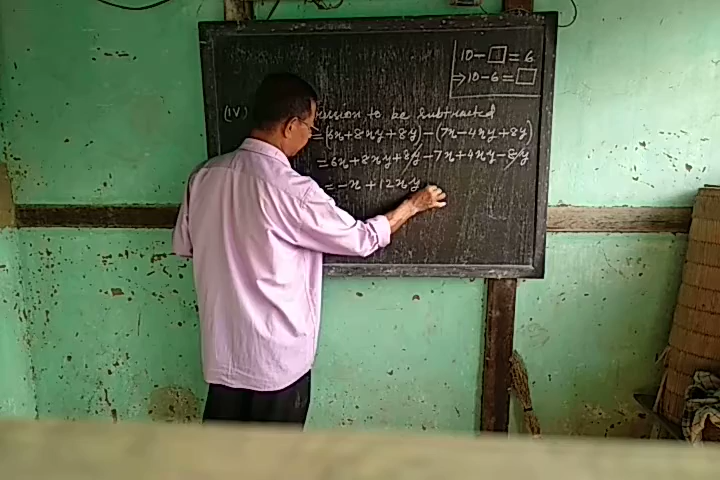 10 - □ = 6
⇒ 10 - 6 = □
(IV) to be subtracted
= (6x + 8xy + 8y) - (7x - 4xy + 8y)
= 6x + 8xy + 8y - 7x + 4xy - 8y
= -x + 12xy